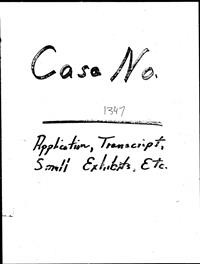 Case No.
1347
Application, Transcript,
Small Exhibits, Etc.